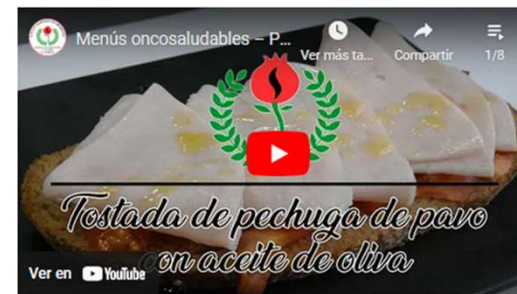 Menús oncosaludables – P...
Ver más ta...
Compartir
1/8
Tostada de pechuga de pavo
con aceite de oliva
Ver en YouTube